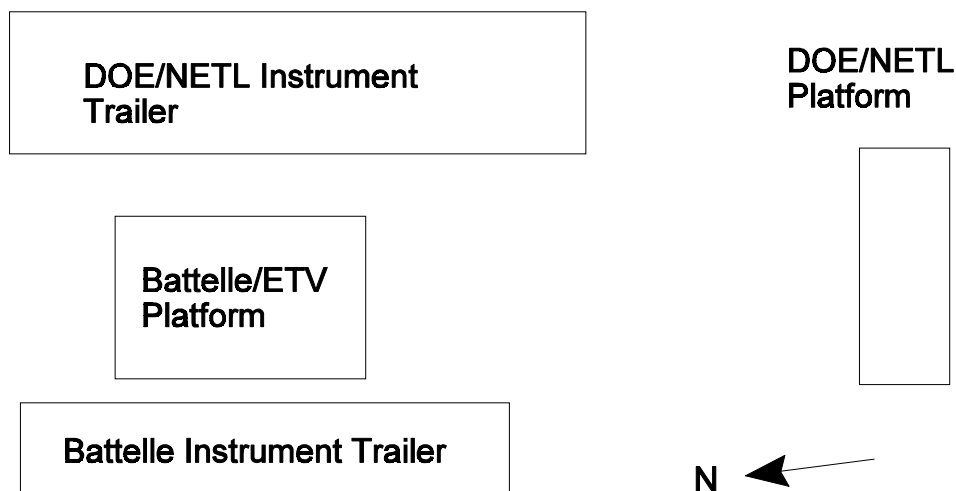 DOE/NETL Instrument
Trailer
DOE/NETL
Platform
Battelle/ETV
Platform
Battelle Instrument Trailer
N